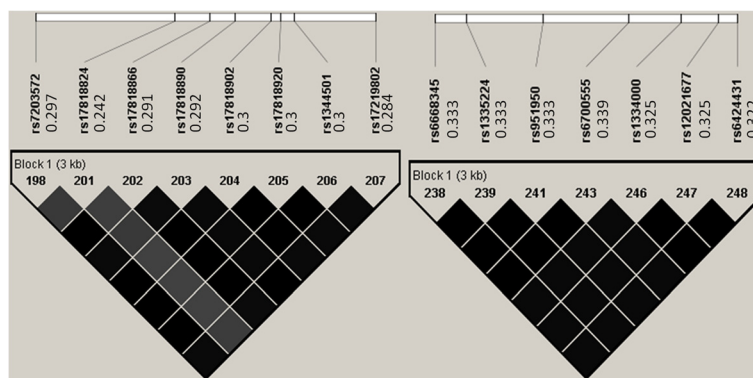 rs7203572 0.297
rs17818824 0.242
rs17818866 0.291
rs17818890 0.292
rs17818902 0.3
rs17818920 0.3
rs1344501 0.3
rs17219802 0.284
Block 1 (3 kb)
198 201 202 203 204 205 206 207
rs6668345 0.333
rs1335224 0.333
rs951950 0.333
rs6700555 0.339
rs1334000 0.325
rs12021677 0.325
rs6424431
Block 1 (3 kb)
238 239 241 243 246 247 248